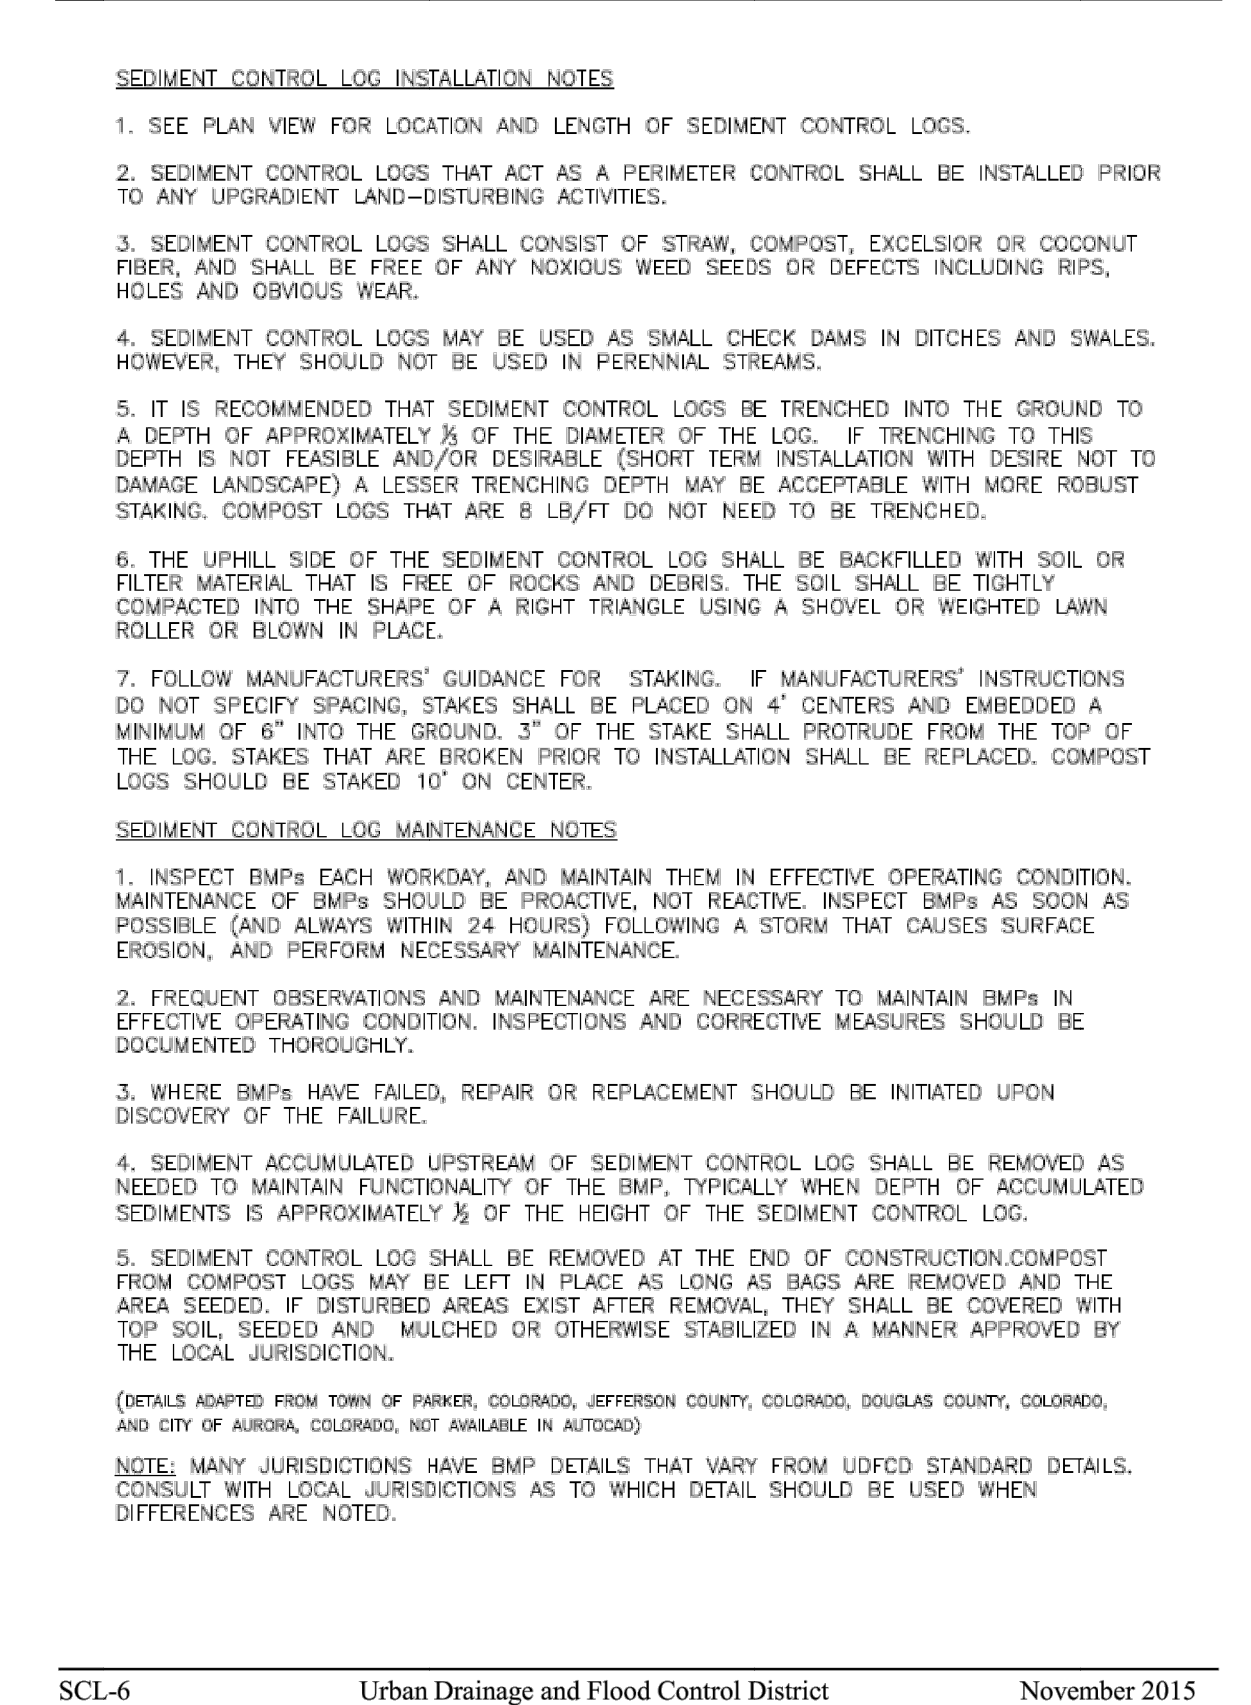 SEDIMENT CONTROL LOG INSTALLATION NOTES
1. SEE PLAN VIEW FOR LOCATION AND LENGTH OF SEDIMENT CONTROL LOGS.
2. SEDIMENT CONTROL LOGS THAT ACT AS A PERIMETER CONTROL SHALL BE INSTALLED PRIOR
TO ANY UPGRADIENT LAND-DISTURBING ACTIVITIES.
3. SEDIMENT CONTROL LOGS SHALL CONSIST OF STRAW, COMPOST, EXCELSIOR OR COCONUT
FIBER, AND SHALL BE FREE OF ANY NOXIOUS WEED SEEDS OR DEFECTS INCLUDING RIPS,
HOLES AND OBVIOUS WEAR.
4. SEDIMENT CONTROL LOGS MAY BE USED AS SMALL CHECK DAMS IN DITCHES AND SWALES.
HOWEVER, THEY SHOULD NOT BE USED IN PERENNIAL STREAMS.
5. IT IS RECOMMENDED THAT SEDIMENT CONTROL LOGS BE TRENCHED INTO THE GROUND TO
A DEPTH OF APPROXIMATELY ⅓ OF THE DIAMETER OF THE LOG. IF TRENCHING TO THIS
DEPTH IS NOT FEASIBLE AND/OR DESIRABLE (SHORT TERM INSTALLATION WITH DESIRE NOT TO
DAMAGE LANDSCAPE) A LESSER TRENCHING DEPTH MAY BE ACCEPTABLE WITH MORE ROBUST
STAKING. COMPOST LOGS THAT ARE 8 LB/FT DO NOT NEED TO BE TRENCHED.
6. THE UPHILL SIDE OF THE SEDIMENT CONTROL LOG SHALL BE BACKFILLED WITH SOIL OR
FILTER MATERIAL THAT IS FREE OF ROCKS AND DEBRIS. THE SOIL SHALL BE TIGHTLY
COMPACTED INTO THE SHAPE OF A RIGHT TRIANGLE USING A SHOVEL OR WEIGHTED LAWN
ROLLER OR BLOWN IN PLACE.
7. FOLLOW MANUFACTURERS' GUIDANCE FOR STAKING. IF MANUFACTURERS' INSTRUCTIONS
DO NOT SPECIFY SPACING, STAKES SHALL BE PLACED ON 4' CENTERS AND EMBEDDED A
MINIMUM OF 6" INTO THE GROUND. 3" OF THE STAKE SHALL PROTRUDE FROM THE TOP OF
THE LOG. STAKES THAT ARE BROKEN PRIOR TO INSTALLATION SHALL BE REPLACED. COMPOST
LOGS SHOULD BE STAKED 10' ON CENTER.
SEDIMENT CONTROL LOG MAINTENANCE NOTES
1. INSPECT BMPs EACH WORKDAY, AND MAINTAIN THEM IN EFFECTIVE OPERATING CONDITION.
MAINTENANCE OF BMPs SHOULD BE PROACTIVE, NOT REACTIVE. INSPECT BMPs AS SOON AS
POSSIBLE (AND ALWAYS WITHIN 24 HOURS) FOLLOWING A STORM THAT CAUSES SURFACE
EROSION, AND PERFORM NECESSARY MAINTENANCE.
2. FREQUENT OBSERVATIONS AND MAINTENANCE ARE NECESSARY TO MAINTAIN BMPs IN
EFFECTIVE OPERATING CONDITION. INSPECTIONS AND CORRECTIVE MEASURES SHOULD BE
DOCUMENTED THOROUGHLY.
3. WHERE BMPs HAVE FAILED, REPAIR OR REPLACEMENT SHOULD BE INITIATED UPON
DISCOVERY OF THE FAILURE.
4. SEDIMENT ACCUMULATED UPSTREAM OF SEDIMENT CONTROL LOG SHALL BE REMOVED AS
NEEDED TO MAINTAIN FUNCTIONALITY OF THE BMP, TYPICALLY WHEN DEPTH OF ACCUMULATED
SEDIMENTS IS APPROXIMATELY ½ OF THE HEIGHT OF THE SEDIMENT CONTROL LOG.
5. SEDIMENT CONTROL LOG SHALL BE REMOVED AT THE END OF CONSTRUCTION.COMPOST
FROM COMPOST LOGS MAY BE LEFT IN PLACE AS LONG AS BAGS ARE REMOVED AND THE
AREA SEEDED. IF DISTURBED AREAS EXIST AFTER REMOVAL, THEY SHALL BE COVERED WITH
TOP SOIL, SEEDED AND MULCHED OR OTHERWISE STABILIZED IN A MANNER APPROVED BY
THE LOCAL JURISDICTION.
(DETAILS ADAPTED FROM TOWN OF PARKER, COLORADO, JEFFERSON COUNTY, COLORADO, DOUGLAS COUNTY, COLORADO,
AND CITY OF AURORA, COLORADO, NOT AVAILABLE IN AUTOCAD)
NOTE: MANY JURISDICTIONS HAVE BMP DETAILS THAT VARY FROM UDFCD STANDARD DETAILS.
CONSULT WITH LOCAL JURISDICTIONS AS TO WHICH DETAIL SHOULD BE USED WHEN
DIFFERENCES ARE NOTED.
SCL-6 Urban Drainage and Flood Control District November 2015